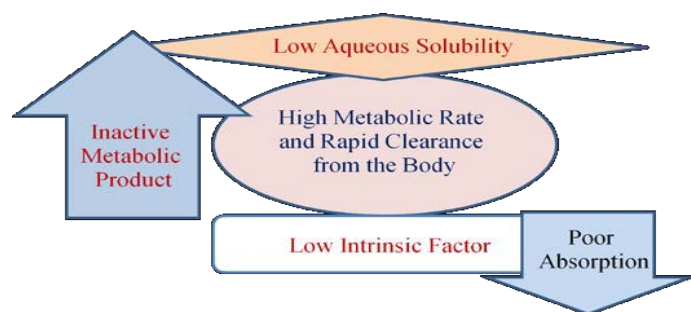 Low Aqueous Solubility
Inactive
Metabolic
Product
High Metabolic Rate
and Rapid Clearance
from the Body
Low Intrinsic Factor
Poor
Absorption